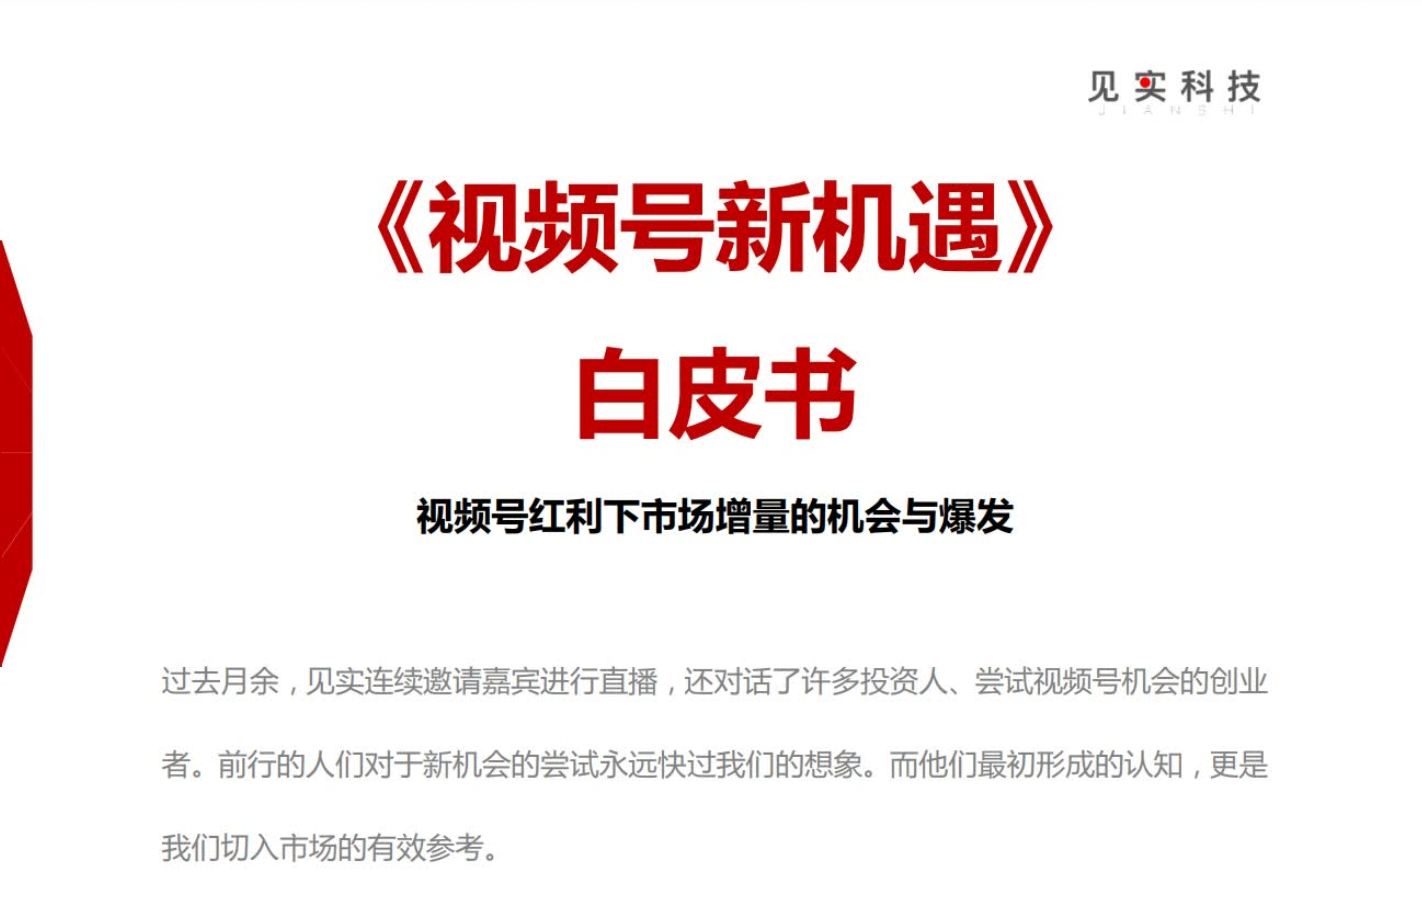 见实科技
JIANSHI
《视频号新机遇》
白皮书
视频号红利下市场增量的机会与爆发
过去月余，见实连续邀请嘉宾进行直播，还对话了许多投资人、尝试视频号机会的创业
者。前行的人们对于新机会的尝试永远快过我们的想象。而他们最初形成的认知，更是
我们切入市场的有效参考。